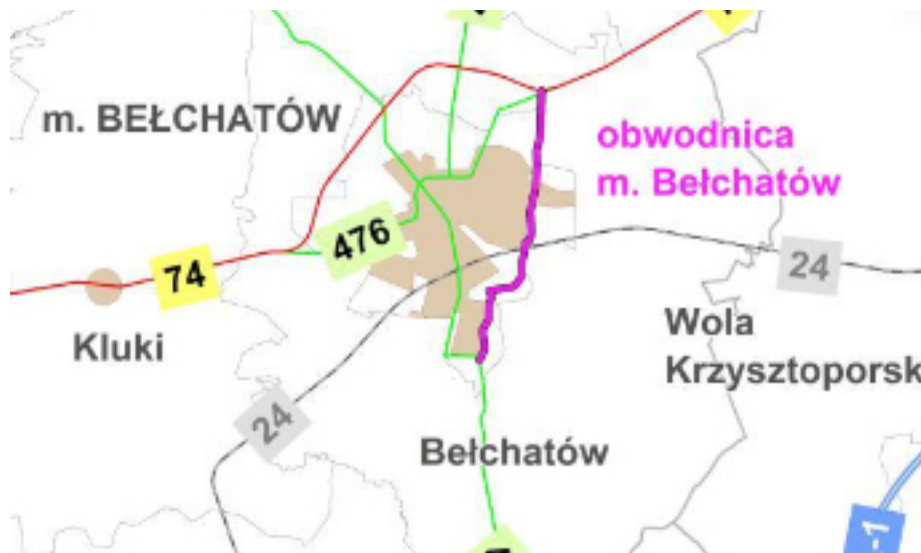 m. BEŁCHATÓW
obwodnica
m. Bełchatów
476
74
24
Kluki
Wola
Krzysztoporsk
24
Bełchatów